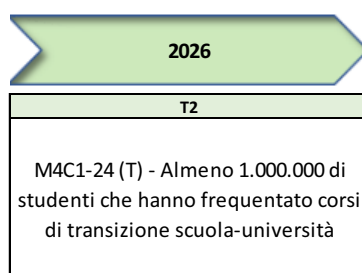 2026
T2
M4C1-24 (T) - Almeno 1.000.000 di
studenti che hanno frequentato corsi
di transizione scuola-università